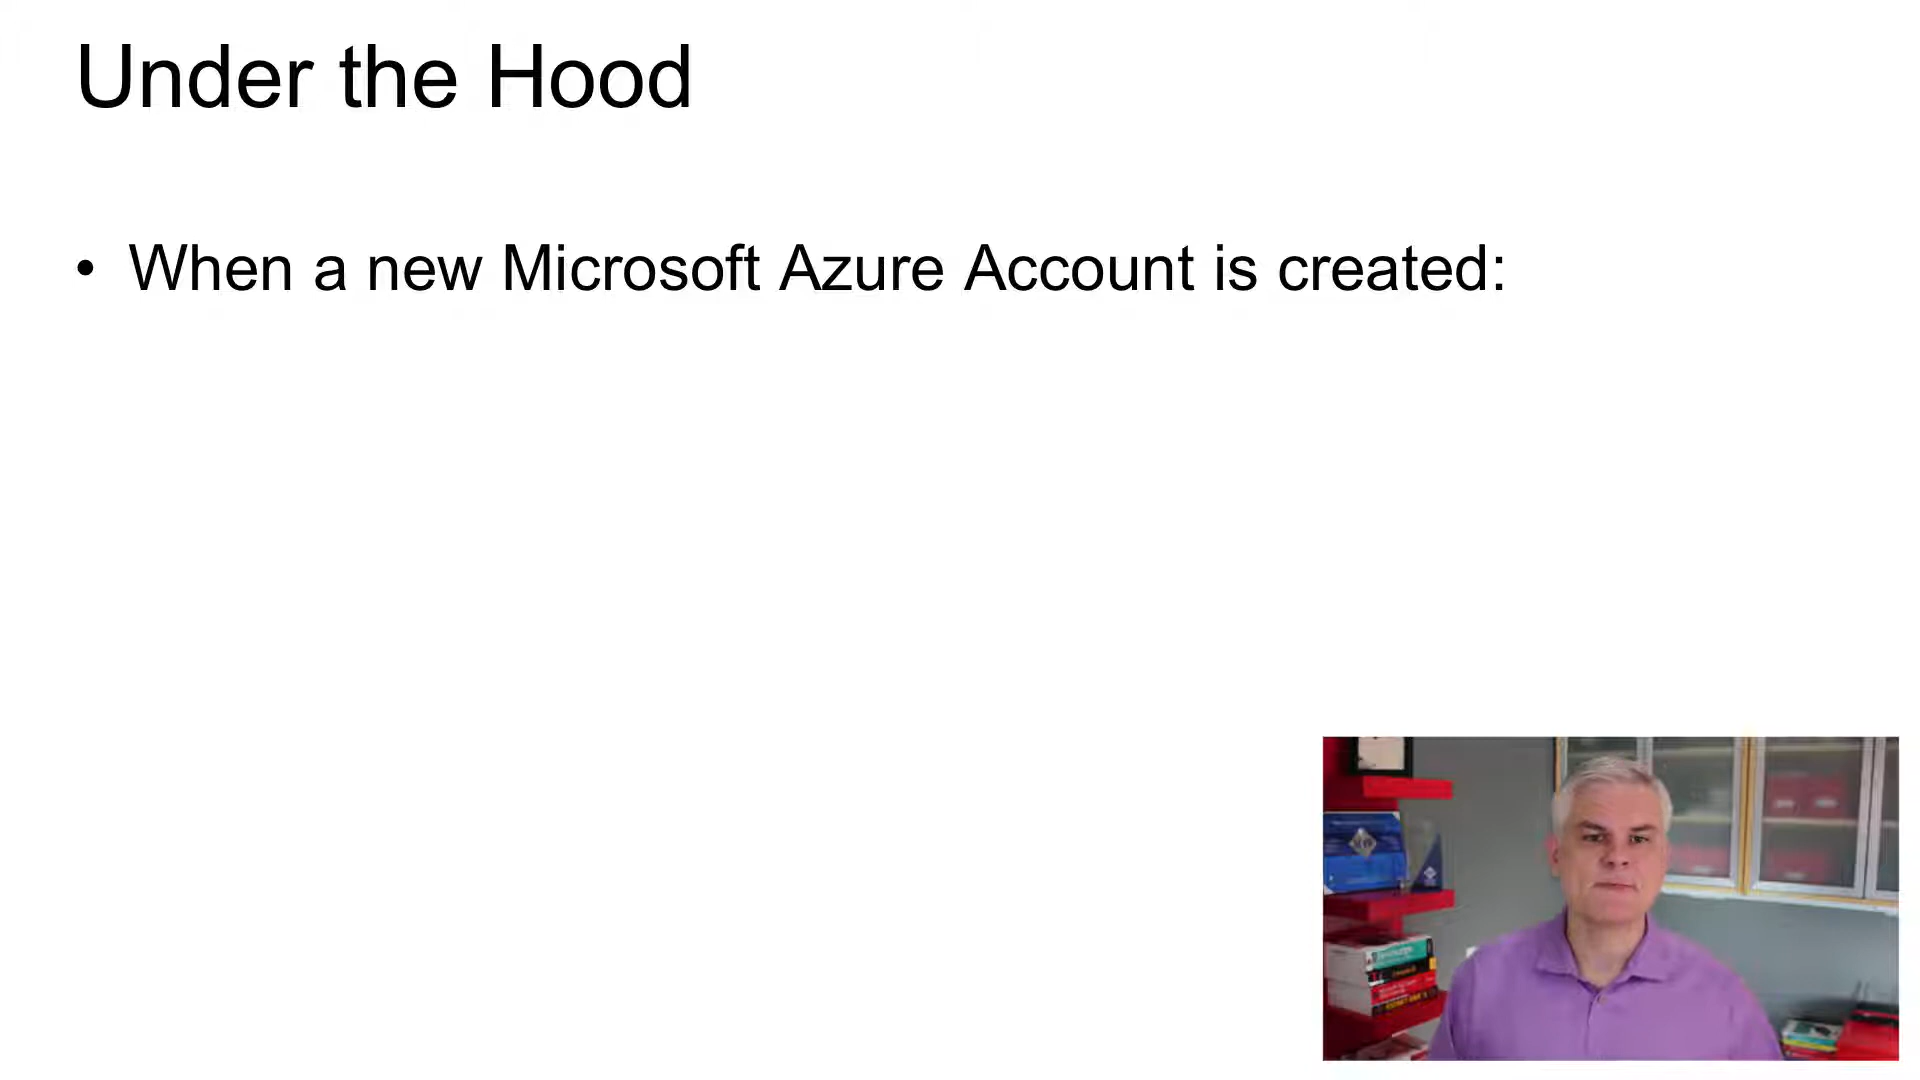 Under the Hood
• When a new Microsoft Azure Account is created: